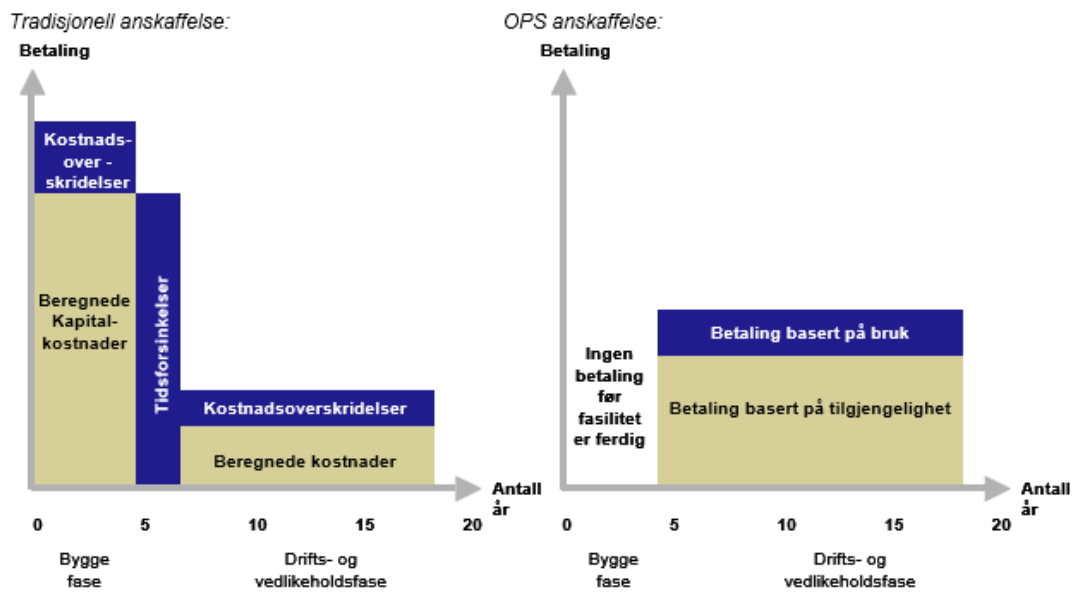 Tradisjonell anskaffelse:
Betaling
Kostnads-
over -
skridelser
Beregnede
Kapital-
kostnader
Tidsforsinkelser
Kostnadsoverskridelser
Beregnede kostnader
Antall
år
0 5 10 15 20
Bygge
fase
Drifts- og
vedlikeholdsfase
OPS anskaffelse:
Betaling
Ingen
betaling
før
fasilitet
er ferdig
Betaling basert på bruk
Betaling basert på tilgjengelighet
Antall
år
0 5 10 15 20
Bygge
fase
Drifts- og
vedlikeholdsfase